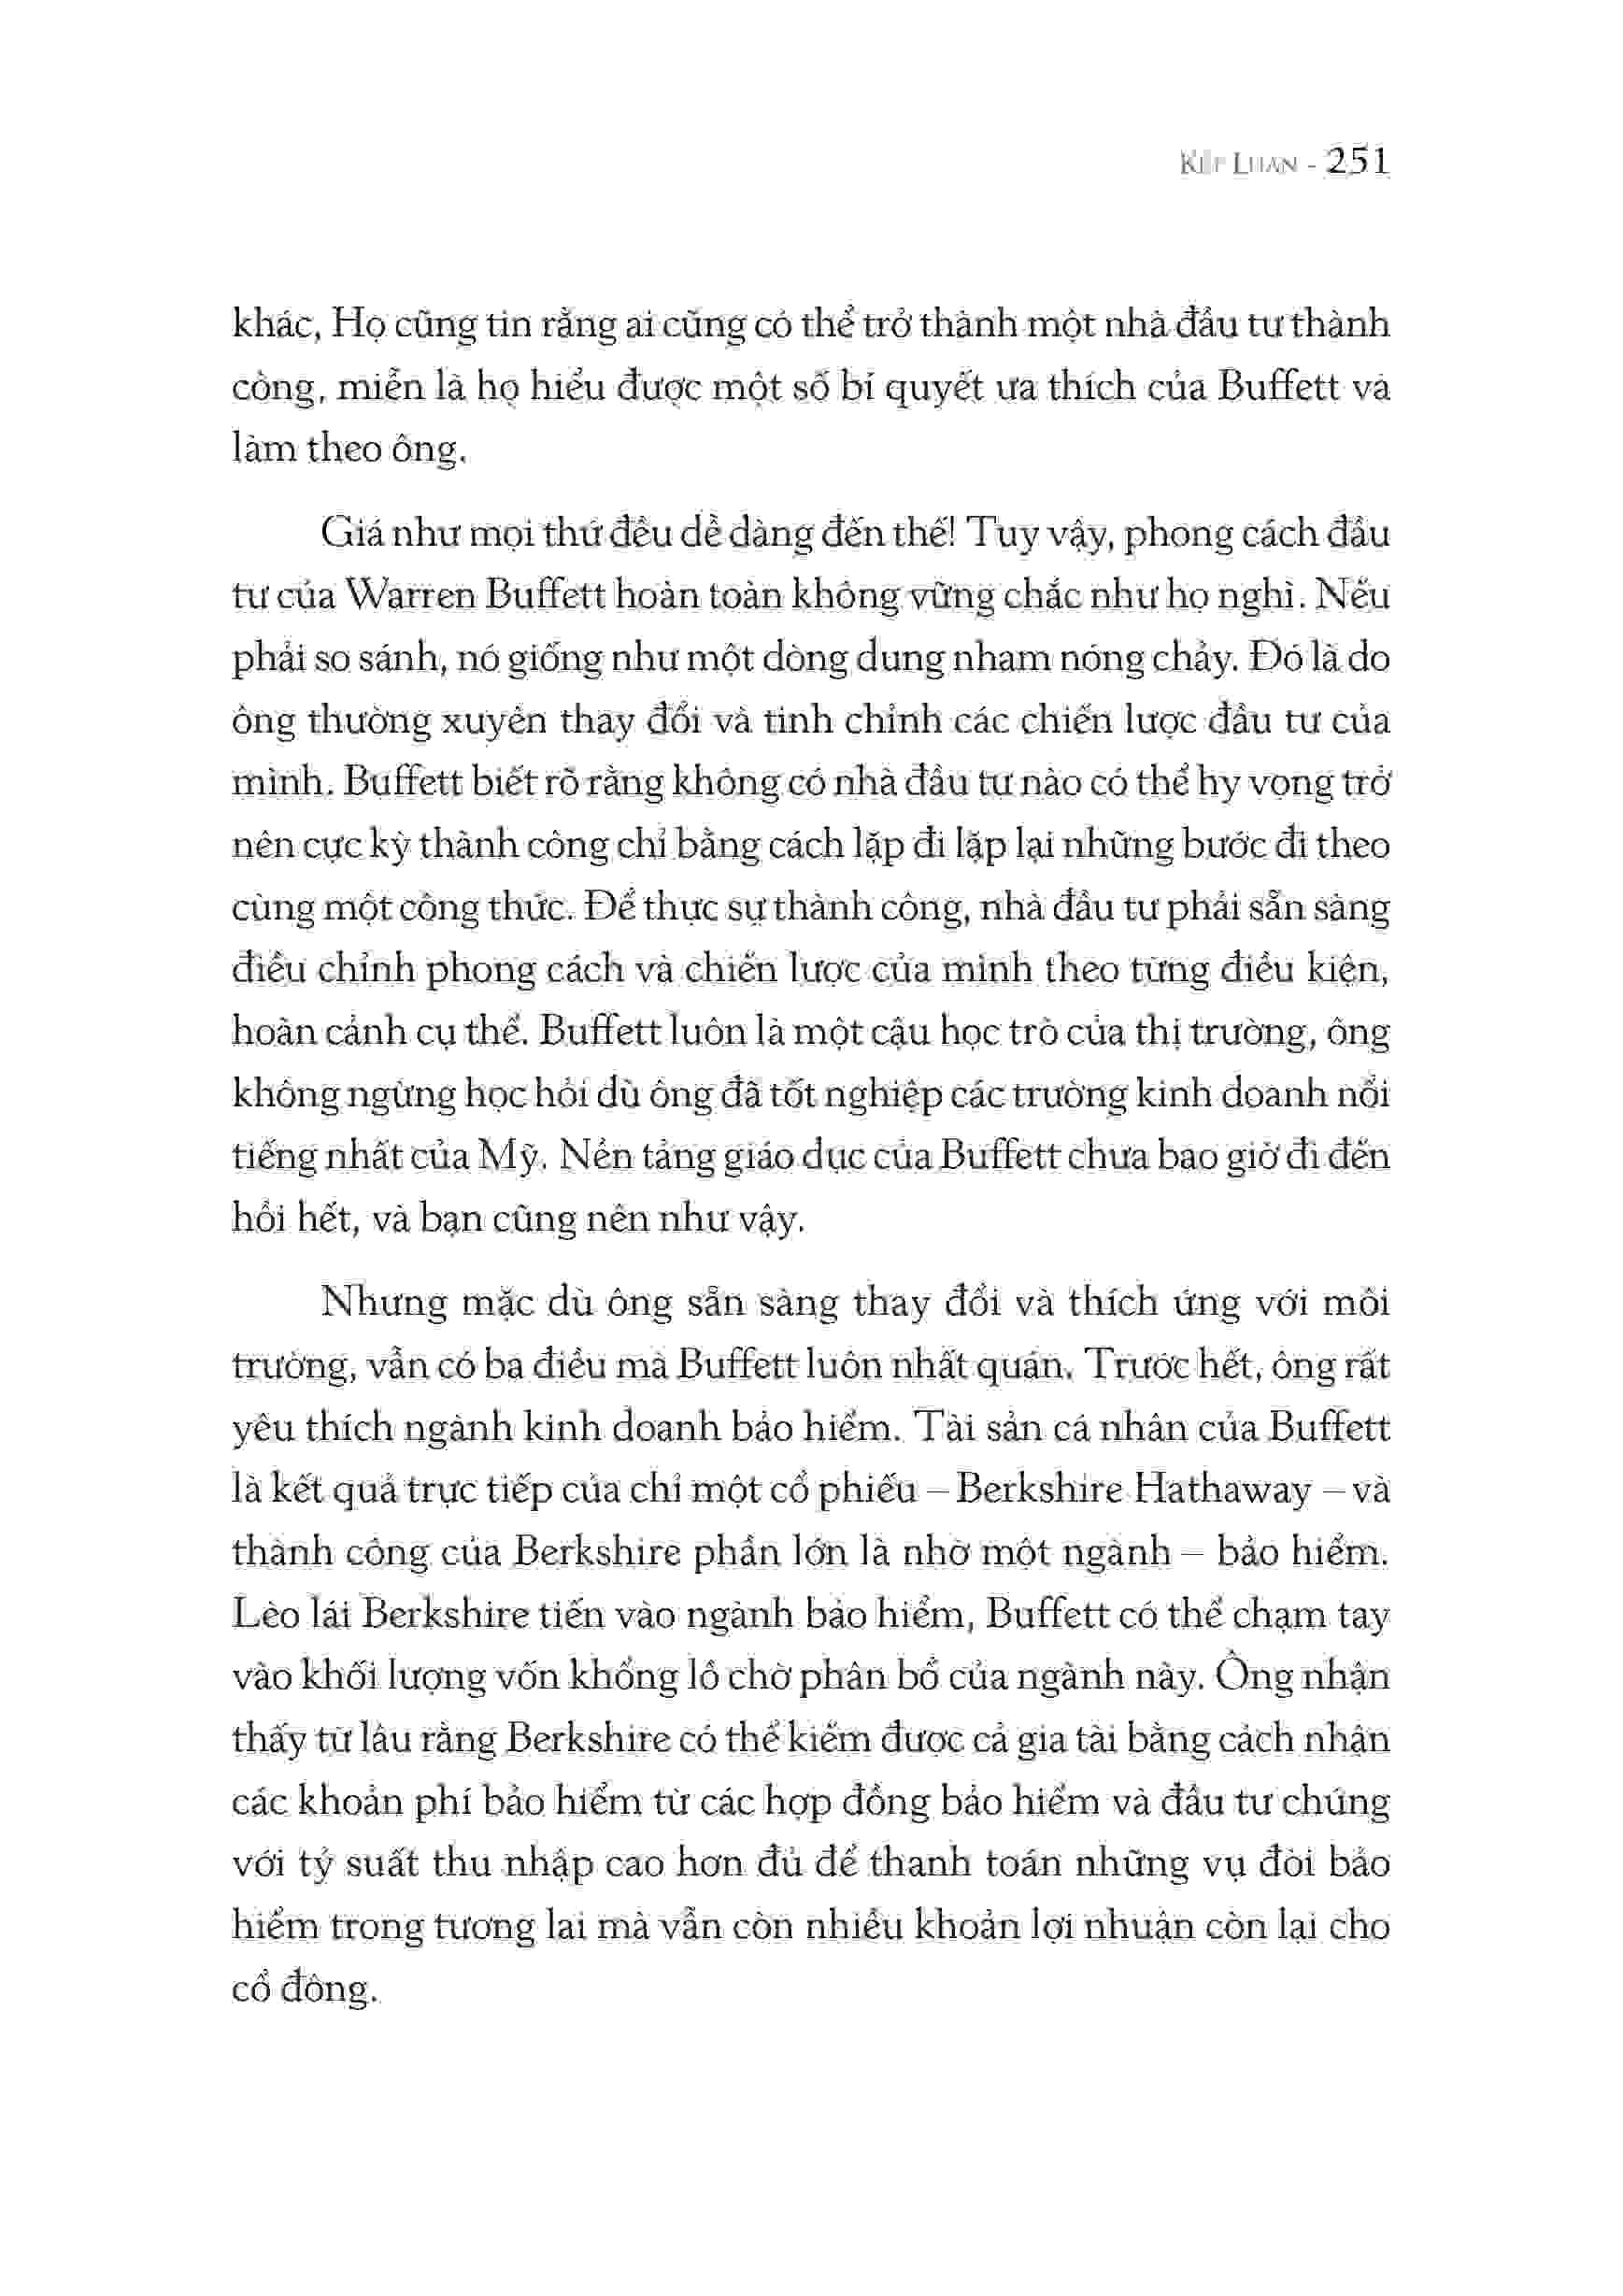 KẾT LUẬN - 251
khác, Họ cũng tin rằng ai cũng có thể trở thành một nhà đầu tư thành
công, miễn là họ hiểu được một số bí quyết ưa thích của Buffett và
làm theo ông.
Giá như mọi thứ đều dễ dàng đến thế! Tuy vậy, phong cách đầu
tư của Warren Buffett hoàn toàn không vững chắc như họ nghĩ. Nếu
phải so sánh, nó giống như một dòng dung nham nóng chảy. Đó là do
ông thường xuyên thay đổi và tinh chỉnh các chiến lược đầu tư của
mình. Buffett biết rõ rằng không có nhà đầu tư nào có thể hy vọng trở
nên cực kỳ thành công chỉ bằng cách lặp đi lặp lại những bước đi theo
cùng một công thức. Để thực sự thành công, nhà đầu tư phải sẵn sàng
điều chỉnh phong cách và chiến lược của mình theo từng điều kiện,
hoàn cảnh cụ thể. Buffett luôn là một cậu học trò của thị trường, ông
không ngừng học hỏi dù ông đã tốt nghiệp các trường kinh doanh nổi
tiếng nhất của Mỹ. Nền tảng giáo dục của Buffett chưa bao giờ đi đến
hồi hết, và bạn cũng nên như vậy.
Nhưng mặc dù ông sẵn sàng thay đổi và thích ứng với môi
trường, vẫn có ba điều mà Buffett luôn nhất quán. Trước hết, ông rất
yêu thích ngành kinh doanh bảo hiểm. Tài sản cá nhân của Buffett
là kết quả trực tiếp của chỉ một cổ phiếu – Berkshire Hathaway – và
thành công của Berkshire phần lớn là nhờ một ngành – bảo hiểm.
Lèo lái Berkshire tiến vào ngành bảo hiểm, Buffett có thể chạm tay
vào khối lượng vốn khổng lồ chờ phân bổ của ngành này. Ông nhận
thấy từ lâu rằng Berkshire có thể kiếm được cả gia tài bằng cách nhận
các khoản phí bảo hiểm từ các hợp đồng bảo hiểm và đầu tư chúng
với tỷ suất thu nhập cao hơn đủ để thanh toán những vụ đòi bảo
hiểm trong tương lai mà vẫn còn nhiều khoản lợi nhuận còn lại cho
cổ đông.